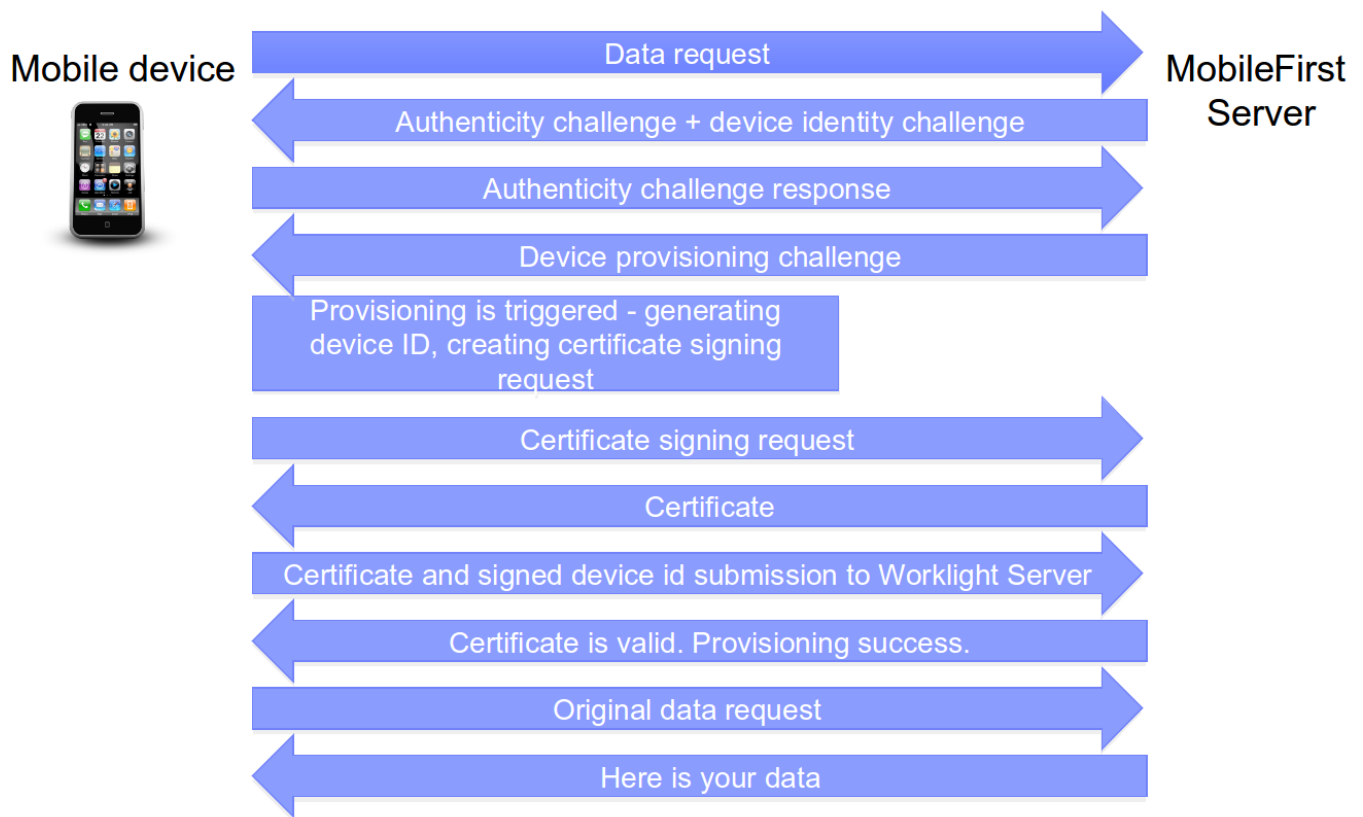 Data request
Mobile device
MobileFirst
Server
Authenticity challenge + device identity challenge
Authenticity challenge response
Device provisioning challenge
Provisioning is triggered - generating
device ID, creating certificate signing
request
Certificate signing request
Certificate
Certificate and signed device id submission to Worklight Server
Certificate is valid. Provisioning success.
Original data request
Here is your data